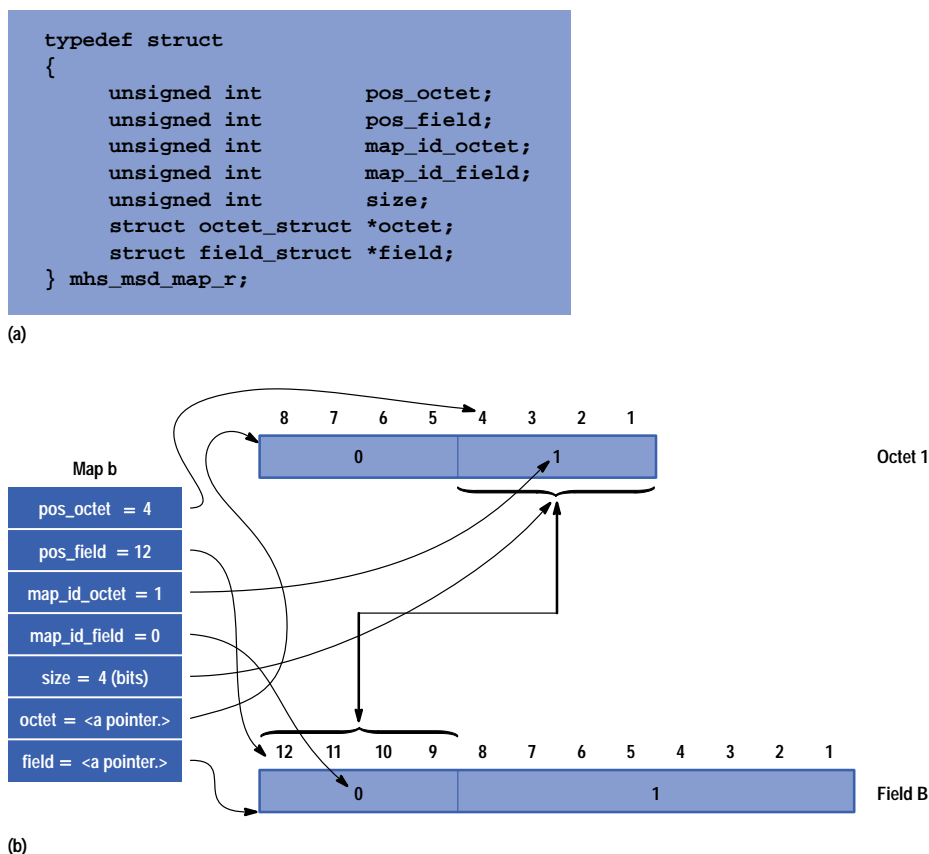 typedef struct
{
unsigned int pos_octet;
unsigned int pos_field;
unsigned int map_id_octet;
unsigned int map_id_field;
unsigned int size;
struct octet_struct *octet;
struct field_struct *field;
} mhs_msd_map_r;
(a)
8 7 6 5 4 3 2 1
0 1
Octet 1
Map b
pos_octet = 4
pos_field = 12
map_id_octet = 1
map_id_field = 0
size = 4 (bits)
octet = <a pointer.>
field = <a pointer.>
12 11 10 9 8 7 6 5 4 3 2 1
0 1
Field B
(b)